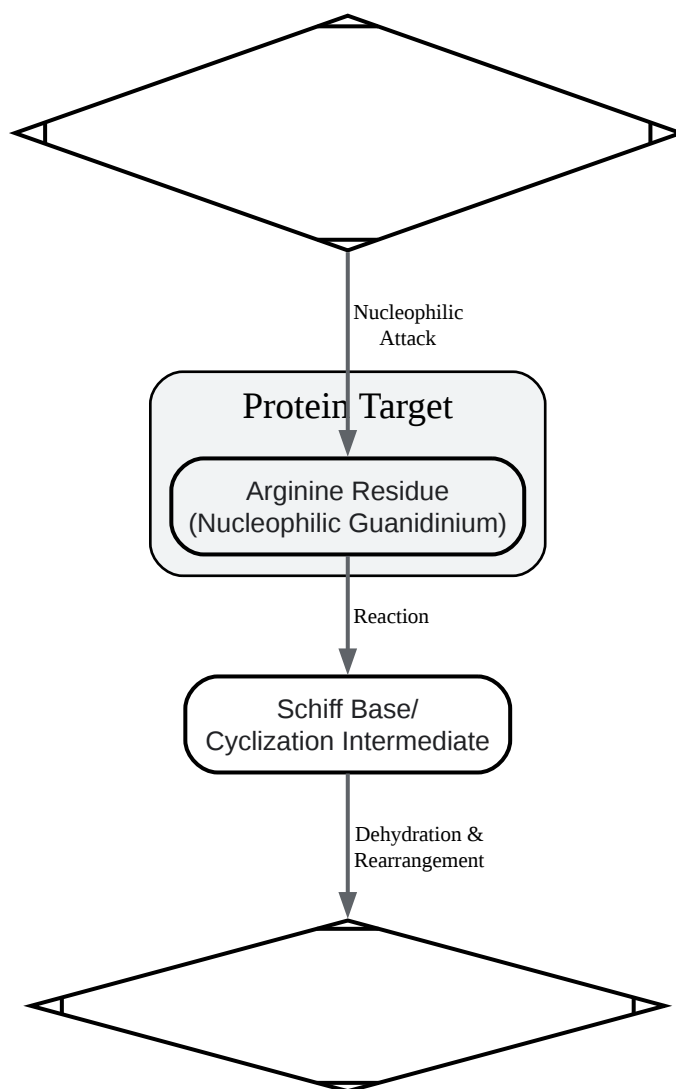 Nucleophilic
Attack
Protein Target
Arginine Residue
(Nucleophilic Guanidinium)
Reaction
Schiff Base/
Cyclization Intermediate
Dehydration &
Rearrangement